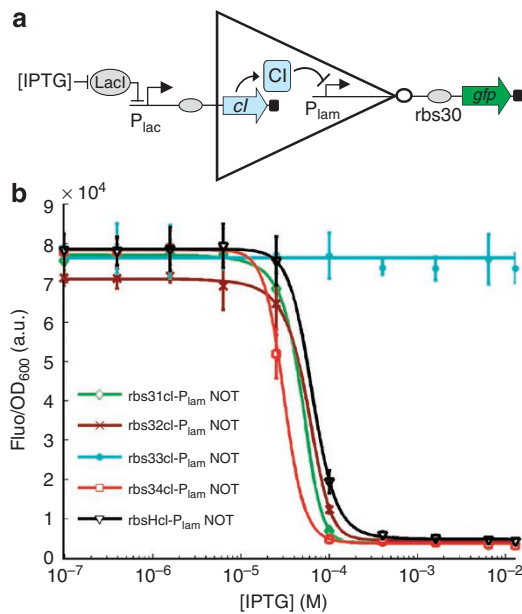 a
[IPTG] LacI P_lac cI CI P_lam rbs30 gfp
b
× 10⁴
9
8
7
6
5
4
3
2
1
0
Fluo/OD₆₀₀ (a.u.)
rbs31cI-P_lam NOT
rbs32cI-P_lam NOT
rbs33cI-P_lam NOT
rbs34cI-P_lam NOT
rbsHcI-P_lam NOT
10⁻⁷ 10⁻⁶ 10⁻⁵ 10⁻⁴ 10⁻³ 10⁻²
[IPTG] (M)